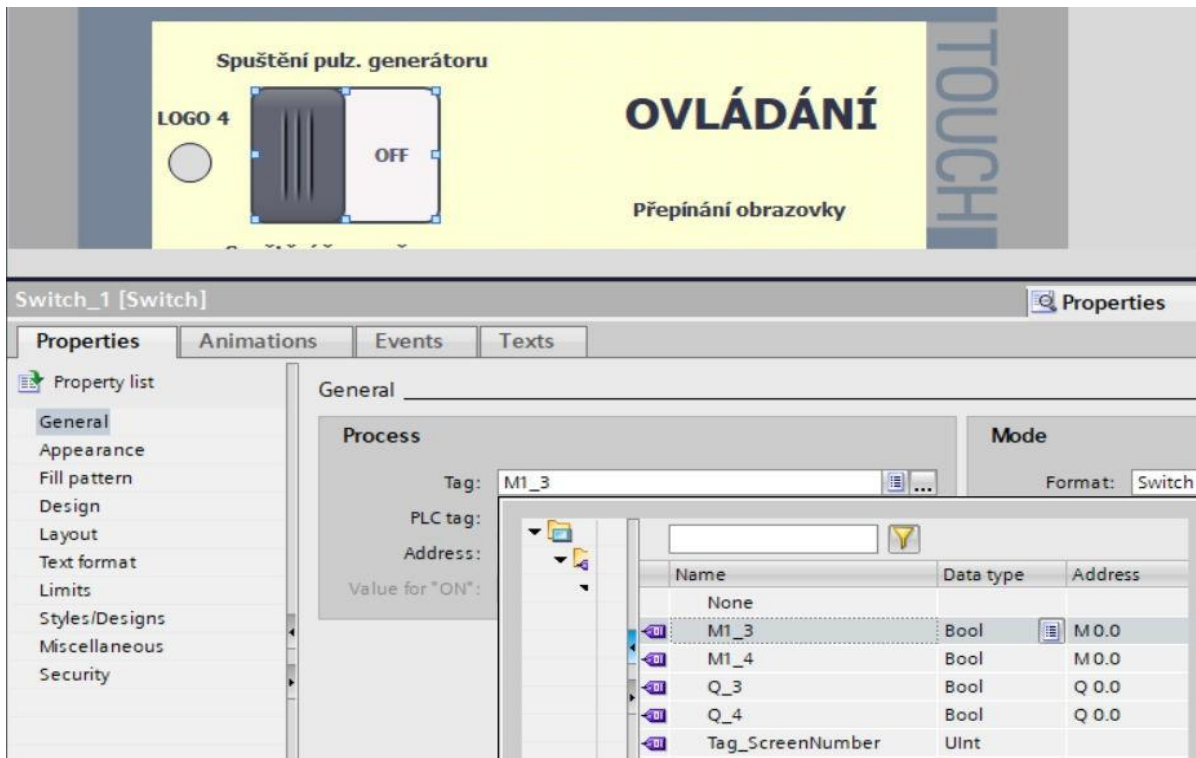 Spuštění pulz. generátoru
LOGO 4
OFF
OVLÁDÁNÍ
Přepínání obrazovky
TOUCH
Switch_1 [Switch]
Properties
Properties Animations Events Texts
Property list
General
Appearance
Fill pattern
Design
Layout
Text format
Limits
Styles/Designs
Miscellaneous
Security
General
Process
Tag: M1_3 ...
PLC tag:
Address:
Value for "ON":
Mode
Format: Switch
Name Data type Address
None
M1_3 Bool M 0.0
M1_4 Bool M 0.0
Q_3 Bool Q 0.0
Q_4 Bool Q 0.0
Tag_ScreenNumber UInt